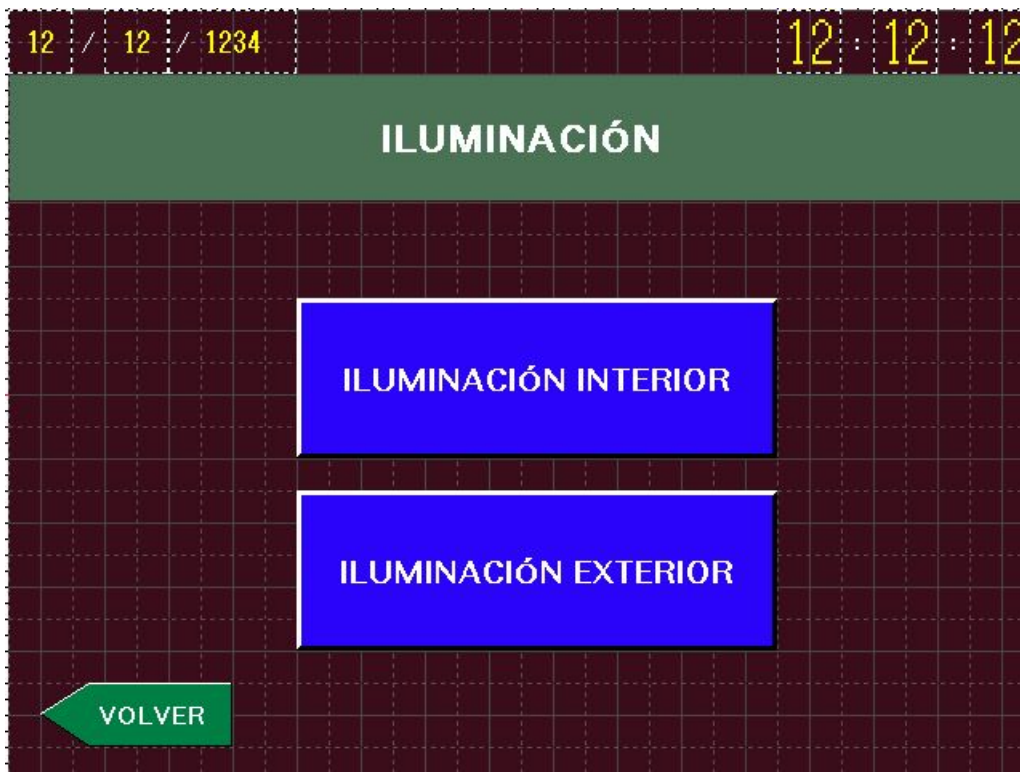 12 / 12 / 1234 12 : 12 : 12
ILUMINACIÓN
ILUMINACIÓN INTERIOR
ILUMINACIÓN EXTERIOR
VOLVER